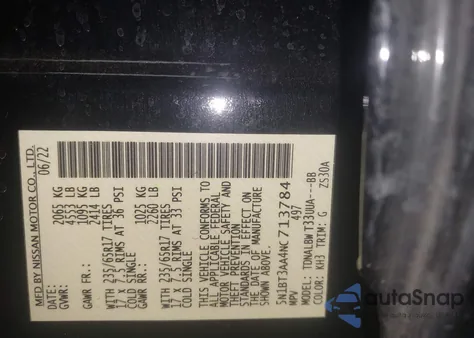 MFD BY NISSAN MOTOR CO., LTD.
DATE: 06/22
GVWR: 2065 KG
4553 LB
GAWR FR.: 1095 KG
2414 LB
WITH 235/65R17 TIRES
17 X 7.5 RIMS AT 36 PSI
COLD SINGLE
GAWR RR.: 1025 KG
2260 LB
WITH 235/65R17 TIRES
17 X 7.5 RIMS AT 33 PSI
COLD SINGLE
THIS VEHICLE CONFORMS TO
ALL APPLICABLE FEDERAL
MOTOR VEHICLE SAFETY AND
THEFT PREVENTION
STANDARDS IN EFFECT ON
THE DATE OF MANUFACTURE
SHOWN ABOVE.
5N1BT3AA4NC713784
MPV 497
MODEL: TDNALBW T33UUA---BB
COLOR: KH3 TRIM: G
ZS30A
autoSnap